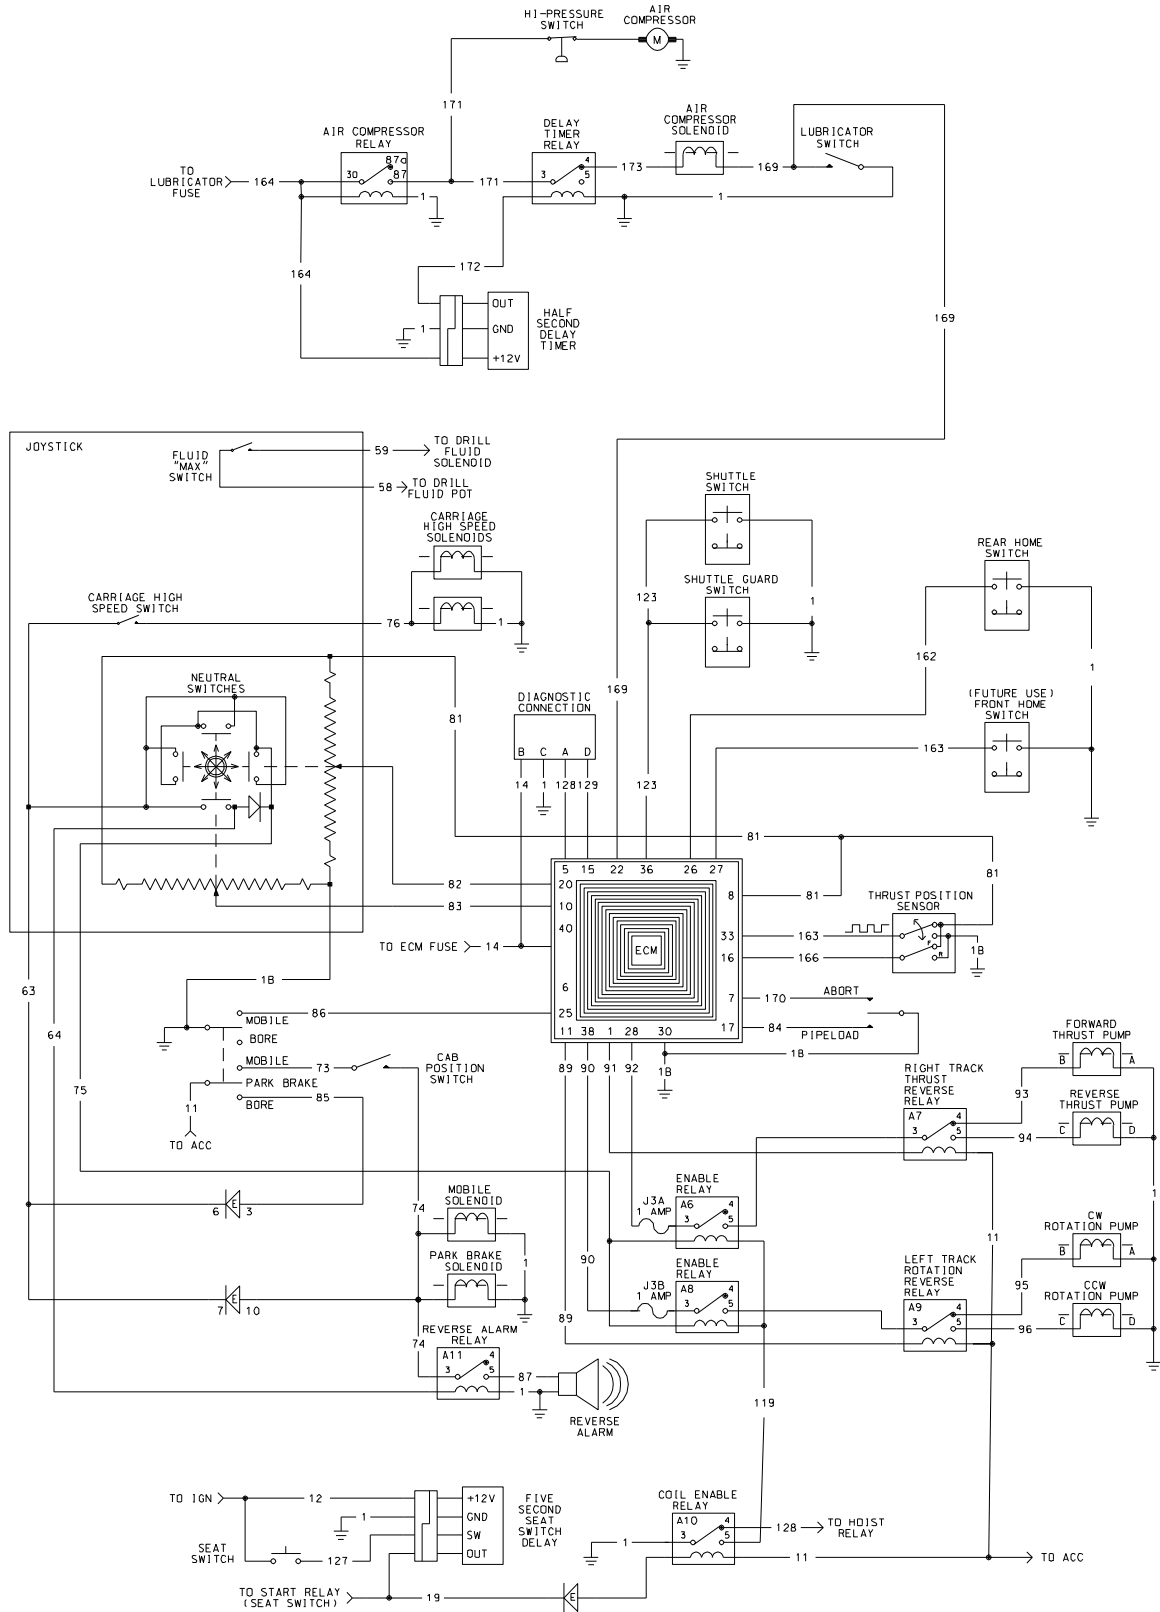 HI-PRESSURE
SWITCH
AIR
COMPRESSOR
M
171
AIR COMPRESSOR
RELAY
87a
30
87
1
TO
LUBRICATOR
FUSE
164
171
DELAY
TIMER
RELAY
4
3
5
173
AIR
COMPRESSOR
SOLENOID
169
LUBRICATOR
SWITCH
1
164
172
OUT
1
GND
+12V
HALF
SECOND
DELAY
TIMER
169
JOYSTICK
FLUID
"MAX"
SWITCH
59
TO DRILL
FLUID
SOLENOID
58
TO DRILL
FLUID POT
CARRIAGE
HIGH SPEED
SOLENOIDS
CARRIAGE HIGH
SPEED SWITCH
76
1
SHUTTLE
SWITCH
SHUTTLE GUARD
SWITCH
123
1
REAR HOME
SWITCH
162
1
(FUTURE USE)
FRONT HOME
SWITCH
163
NEUTRAL
SWITCHES
81
DIAGNOSTIC
CONNECTION
B C A D
14 1 128 129
169
123
81
81
5 15 22 36 26 27
20
10
40
6
25
8
33
16
7
17
11 38 1 28 30
ECM
82
83
TO ECM FUSE
14
81
THRUST POSITION
SENSOR
F
R
163
166
1B
170
ABORT
84
PIPELOAD
1B
1B
89 90 91 92
63
64
75
1B
86
MOBILE
BORE
MOBILE
73
PARK BRAKE
BORE
85
11
TO ACC
CAB
POSITION
SWITCH
FORWARD
THRUST PUMP
B
A
REVERSE
THRUST PUMP
C
D
RIGHT TRACK
THRUST
REVERSE
RELAY
A7
4
3
5
93
94
6
E
3
7
E
10
74
MOBILE
SOLENOID
PARK BRAKE
SOLENOID
1
J3A
1 AMP
ENABLE
RELAY
A6
4
3
5
J3B
1 AMP
ENABLE
RELAY
A8
4
3
5
90
89
11
1
CW
ROTATION PUMP
B
A
CCW
ROTATION PUMP
C
D
LEFT TRACK
ROTATION
REVERSE
RELAY
A9
4
3
5
95
96
74
REVERSE ALARM
RELAY
A11
4
3
5
87
1
REVERSE
ALARM
119
TO IGN
12
1
SEAT
SWITCH
127
+12V
GND
SW
OUT
FIVE
SECOND
SEAT
SWITCH
DELAY
COIL ENABLE
RELAY
A10
4
3
5
1
128
TO HOIST
RELAY
11
TO ACC
TO START RELAY
(SEAT SWITCH)
19
E